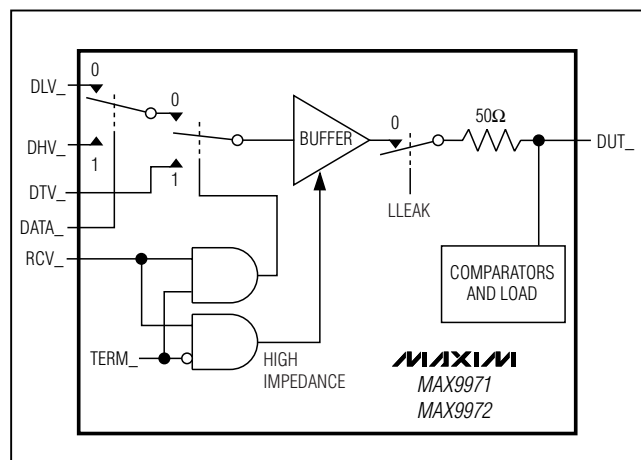 0
DLV_
0
50Ω
DHV_
1
BUFFER
0
DUT_
DTV_
1
LLEAK
DATA_
RCV_
COMPARATORS
AND LOAD
TERM_
HIGH
IMPEDANCE
MAXIM
MAX9971
MAX9972